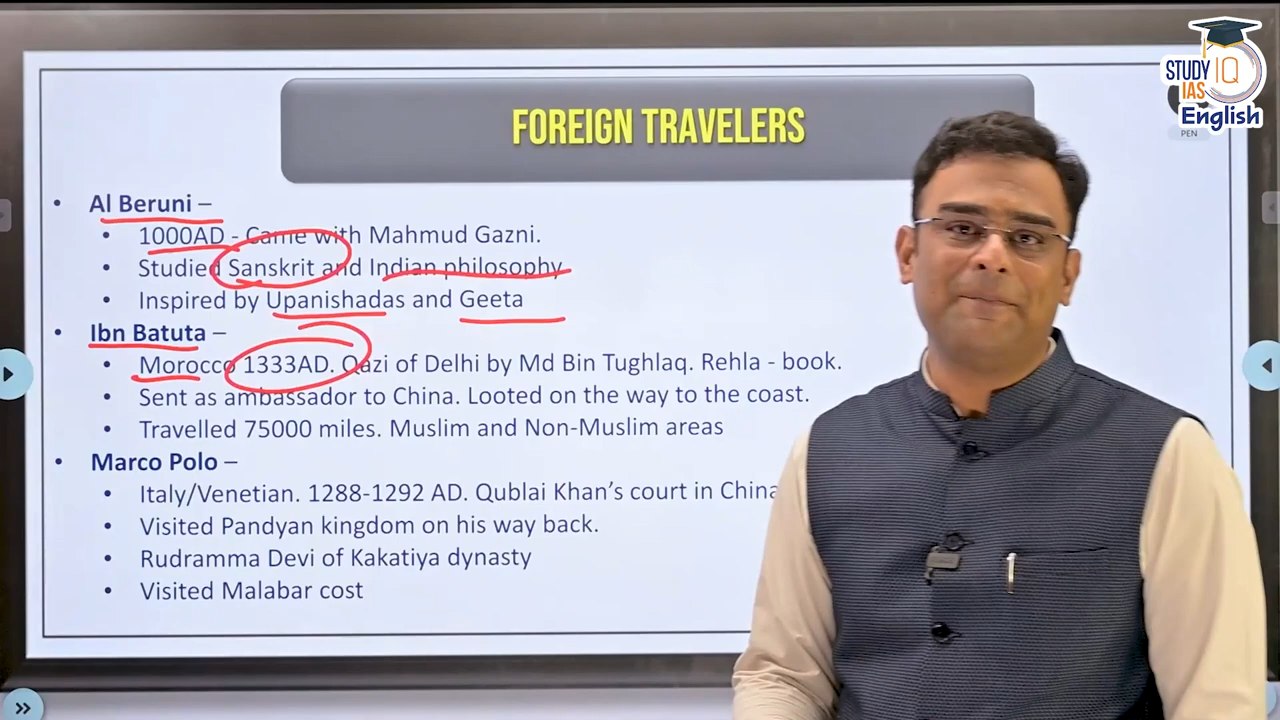 STUDY IQ
IAS
English
PEN
FOREIGN TRAVELERS
• Al Beruni –
• 1000AD - Came with Mahmud Gazni.
• Studied Sanskrit and Indian philosophy
• Inspired by Upanishadas and Geeta
• Ibn Batuta –
• Morocco 1333AD. Qazi of Delhi by Md Bin Tughlaq. Rehla - book.
• Sent as ambassador to China. Looted on the way to the coast.
• Travelled 75000 miles. Muslim and Non-Muslim areas
• Marco Polo –
• Italy/Venetian. 1288-1292 AD. Qublai Khan's court in China
• Visited Pandyan kingdom on his way back.
• Rudramma Devi of Kakatiya dynasty
• Visited Malabar cost